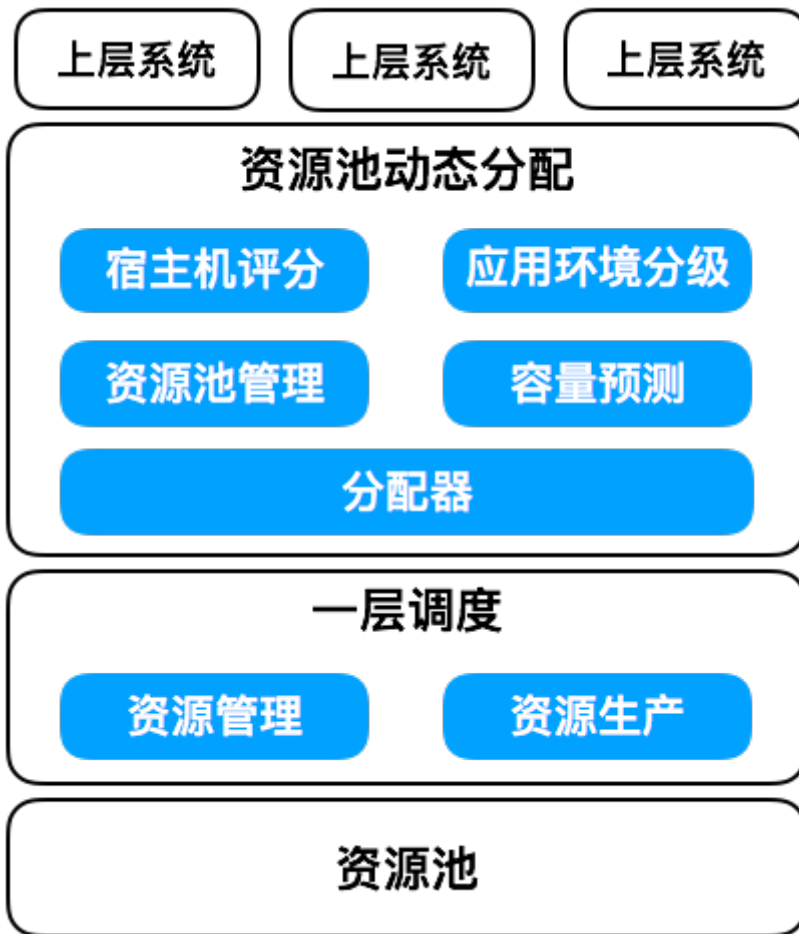 上层系统
上层系统
上层系统
资源池动态分配
宿主机评分
应用环境分级
资源池管理
容量预测
分配器
一层调度
资源管理
资源生产
资源池